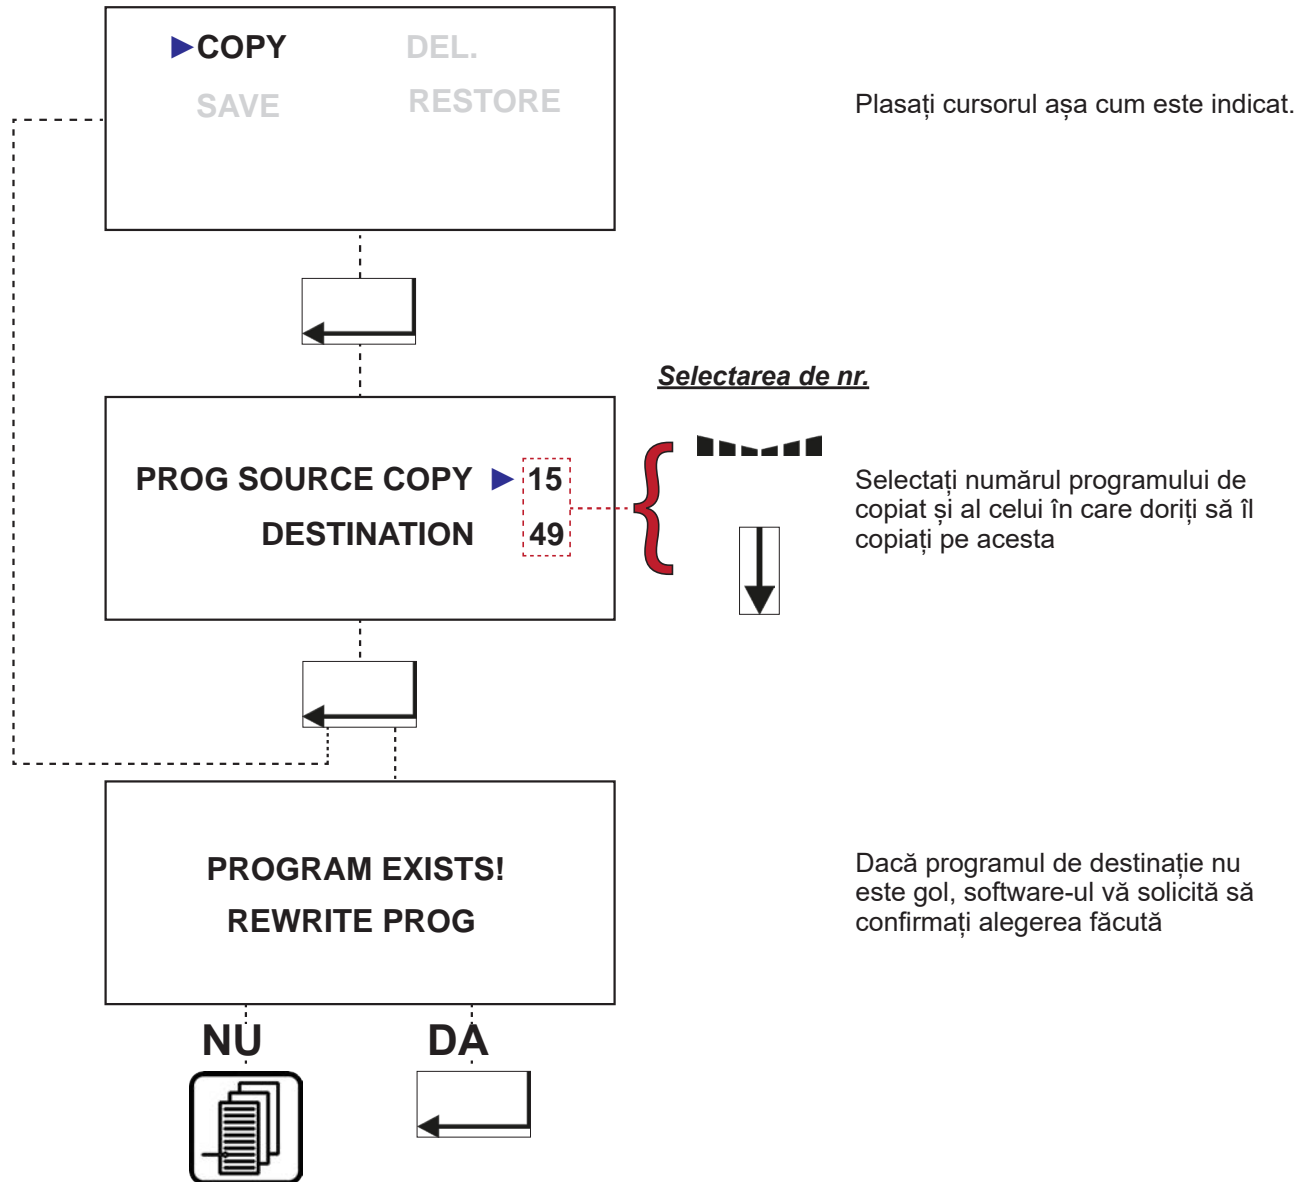 ►COPY DEL.
SAVE RESTORE
Plasați cursorul așa cum este indicat.
Selectarea de nr.
PROG SOURCE COPY ► 15
DESTINATION 49
Selectați numărul programului de
copiat și al celui în care doriți să îl
copiați pe acesta
PROGRAM EXISTS!
REWRITE PROG
Dacă programul de destinație nu
este gol, software-ul vă solicită să
confirmați alegerea făcută
NU DA